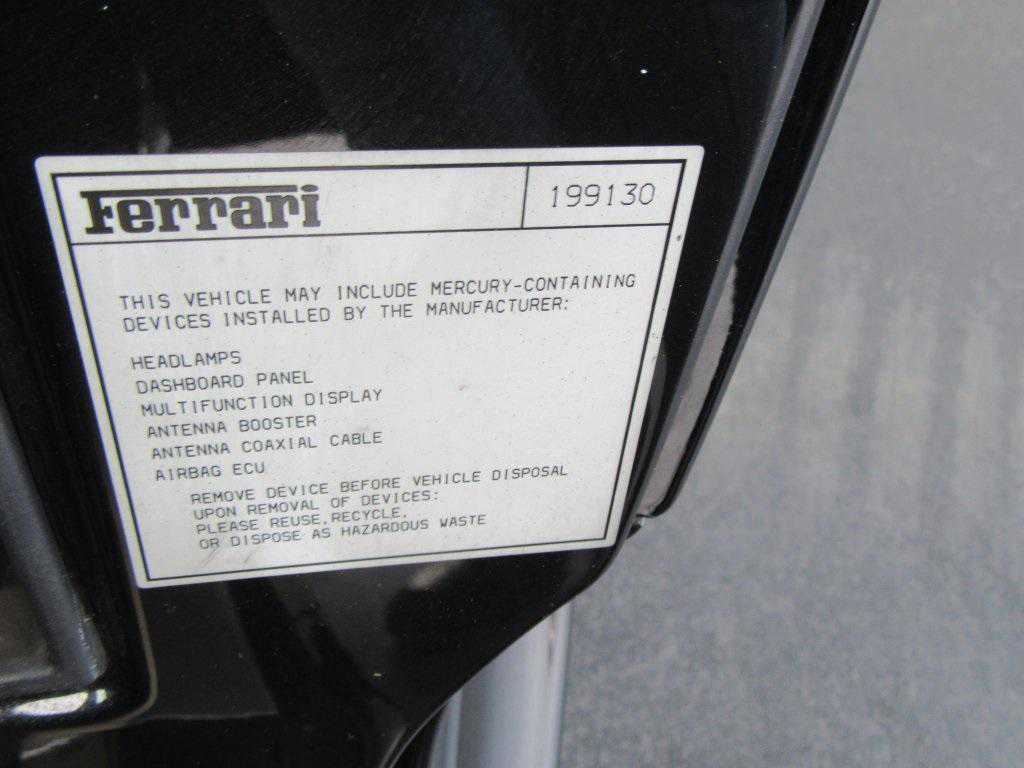 Ferrari 199130
THIS VEHICLE MAY INCLUDE MERCURY-CONTAINING
DEVICES INSTALLED BY THE MANUFACTURER:
HEADLAMPS
DASHBOARD PANEL
MULTIFUNCTION DISPLAY
ANTENNA BOOSTER
ANTENNA COAXIAL CABLE
AIRBAG ECU
REMOVE DEVICE BEFORE VEHICLE DISPOSAL
UPON REMOVAL OF DEVICES:
PLEASE REUSE,RECYCLE,
OR DISPOSE AS HAZARDOUS WASTE